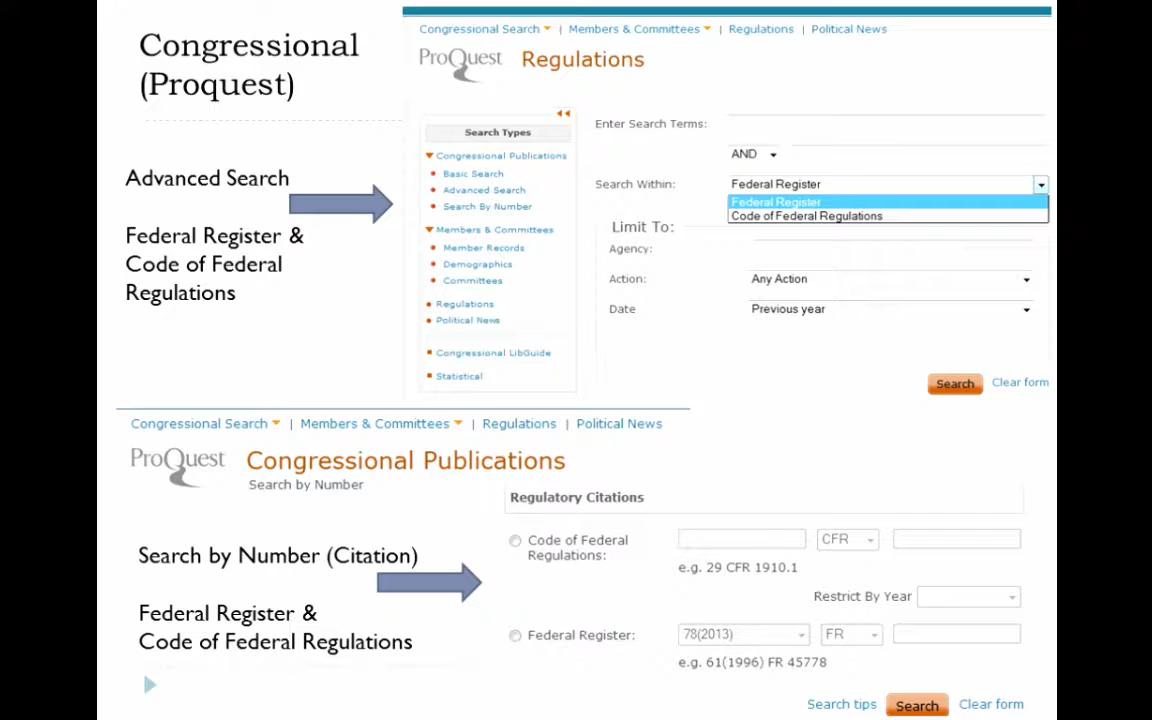 Congressional
(Proquest)
Advanced Search
Federal Register &
Code of Federal
Regulations
Congressional Search | Members & Committees | Regulations | Political News
ProQuest Regulations
Search Types
Congressional Publications
Basic Search
Advanced Search
Search By Number
Members & Committees
Member Records
Demographics
Committees
Regulations
Political News
Congressional LibGuide
Statistical
Enter Search Terms:
AND
Search Within: Federal Register
Federal Register
Code of Federal Regulations
Limit To:
Agency:
Action: Any Action
Date Previous year
Search Clear form
Congressional Search | Members & Committees | Regulations | Political News
ProQuest Congressional Publications
Search by Number
Search by Number (Citation)
Federal Register &
Code of Federal Regulations
Regulatory Citations
Code of Federal CFR
Regulations:
e.g. 29 CFR 1910.1
Restrict By Year
Federal Register: 78(2013) FR
e.g. 61(1996) FR 45778
Search tips Search Clear form